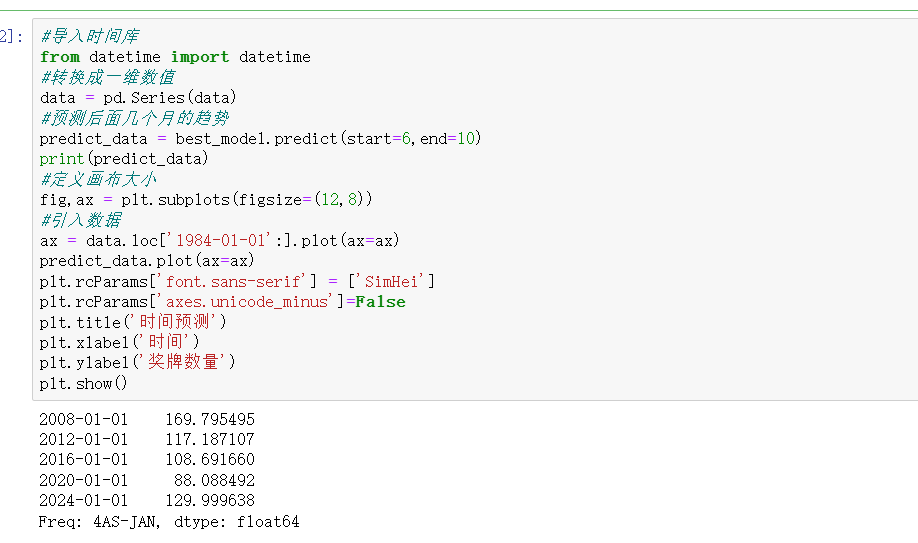 2]:
#导入时间库
from datetime import datetime
#转换成一维数值
data = pd.Series(data)
#预测后面几个月的趋势
predict_data = best_model.predict(start=6,end=10)
print(predict_data)
#定义画布大小
fig,ax = plt.subplots(figsize=(12,8))
#引入数据
ax = data.loc['1984-01-01':].plot(ax=ax)
predict_data.plot(ax=ax)
plt.rcParams['font.sans-serif'] = ['SimHei']
plt.rcParams['axes.unicode_minus']=False
plt.title('时间预测')
plt.xlabel('时间')
plt.ylabel('奖牌数量')
plt.show()
2008-01-01    169.795495
2012-01-01    117.187107
2016-01-01    108.691660
2020-01-01     88.088492
2024-01-01    129.999638
Freq: 4AS-JAN, dtype: float64